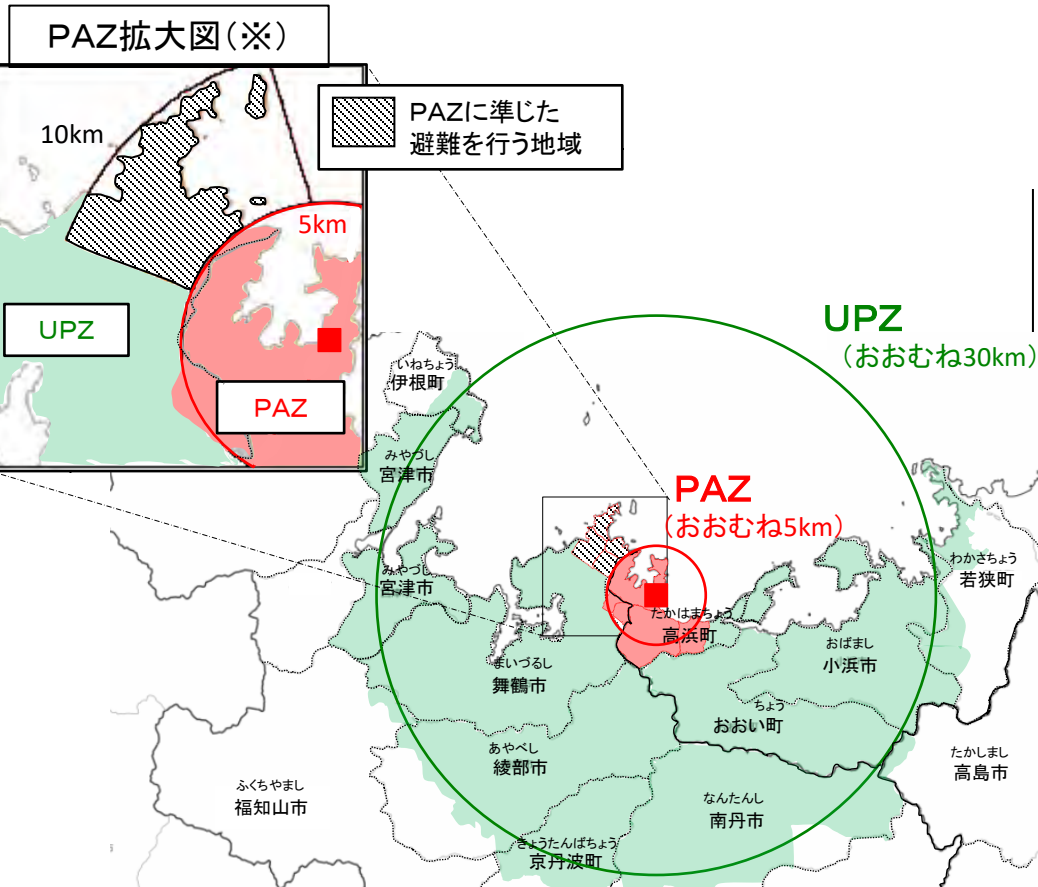 PAZ拡大図(※)
PAZに準じた
避難を行う地域
10km
5km
UPZ
PAZ
UPZ
(おおむね30km)
PAZ
(おおむね5km)
いねちょう
伊根町
みやづし
宮津市
みやづし
宮津市
わかさちょう
若狭町
たかはまちょう
高浜町
おばまし
小浜市
まいづるし
舞鶴市
ちょう
おおい町
あやべし
綾部市
たかしまし
高島市
ふくちやまし
福知山市
なんたんし
南丹市
きょうたんばちょう
京丹波町